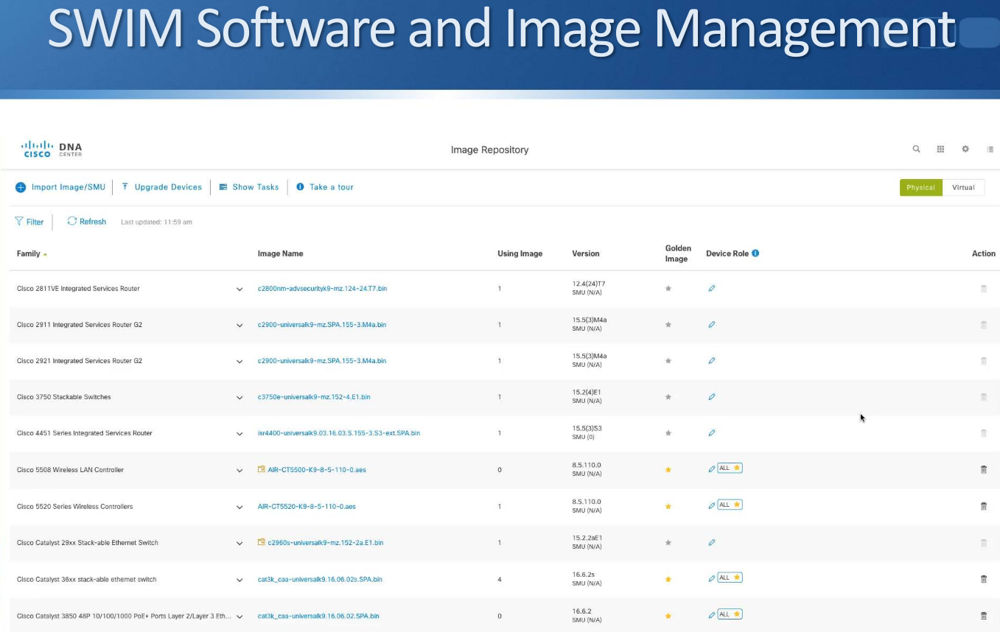 SWIM Software and Image Management
CISCO DNA CENTER
Image Repository
Import Image/SMU Upgrade Devices Show Tasks Take a tour Physical Virtual
Filter Refresh Last updated: 11:59 am
Family Image Name Using Image Version Golden Image Device Role Action
Cisco 2811VE Integrated Services Router c2800nm-advsecurityk9-mz.124-24.T7.bin 1 12.4(24)T7
SMU (N/A)
Cisco 2911 Integrated Services Router G2 c2900-universalk9-mz.SPA.155-3.M4a.bin 1 15.5(3)M4a
SMU (N/A)
Cisco 2921 Integrated Services Router G2 c2900-universalk9-mz.SPA.155-3.M4a.bin 1 15.5(3)M4a
SMU (N/A)
Cisco 3750 Stackable Switches c3750e-universalk9-mz.152-4.E1.bin 1 15.2(4)E1
SMU (N/A)
Cisco 4451 Series Integrated Services Router isr4400-universalk9.03.16.03.S.155-3.S3-ext.SPA.bin 1 15.5(3)S3
SMU (0)
Cisco 5508 Wireless LAN Controller AIR-CT5500-K9-8-5-110-0.aes 0 8.5.110.0 ALL
SMU (N/A)
Cisco 5520 Series Wireless Controllers AIR-CT5520-K9-8-5-110-0.aes 1 8.5.110.0 ALL
SMU (N/A)
Cisco Catalyst 29xx Stack-able Ethernet Switch c2960s-universalk9-mz.152-2a.E1.bin 1 15.2.2aE1
SMU (N/A)
Cisco Catalyst 36xx stack-able ethernet switch cat3k_caa-universalk9.16.06.02s.SPA.bin 4 16.6.2s ALL
SMU (N/A)
Cisco Catalyst 3850 48P 10/100/1000 PoE+ Ports Layer 2/Layer 3 Eth... cat3k_caa-universalk9.16.06.02.SPA.bin 0 16.6.2 ALL
SMU (N/A)